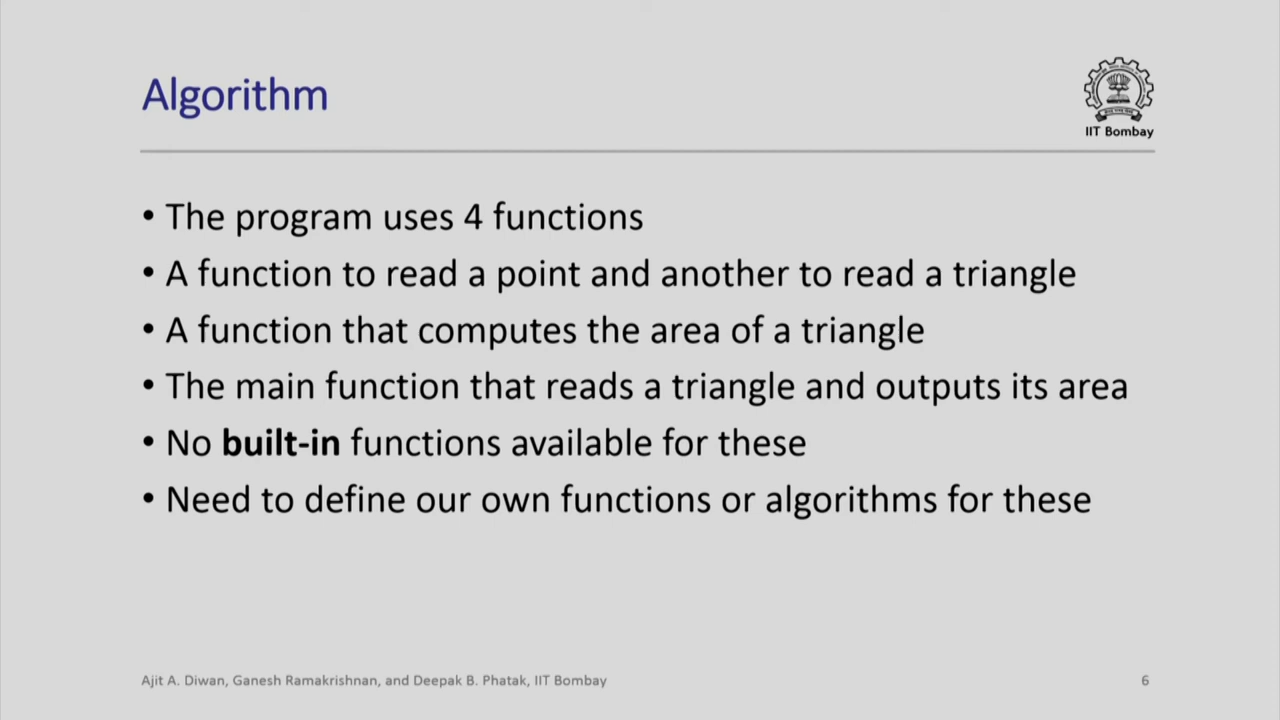 Algorithm
IIT Bombay
• The program uses 4 functions
• A function to read a point and another to read a triangle
• A function that computes the area of a triangle
• The main function that reads a triangle and outputs its area
• No built-in functions available for these
• Need to define our own functions or algorithms for these
Ajit A. Diwan, Ganesh Ramakrishnan, and Deepak B. Phatak, IIT Bombay
6